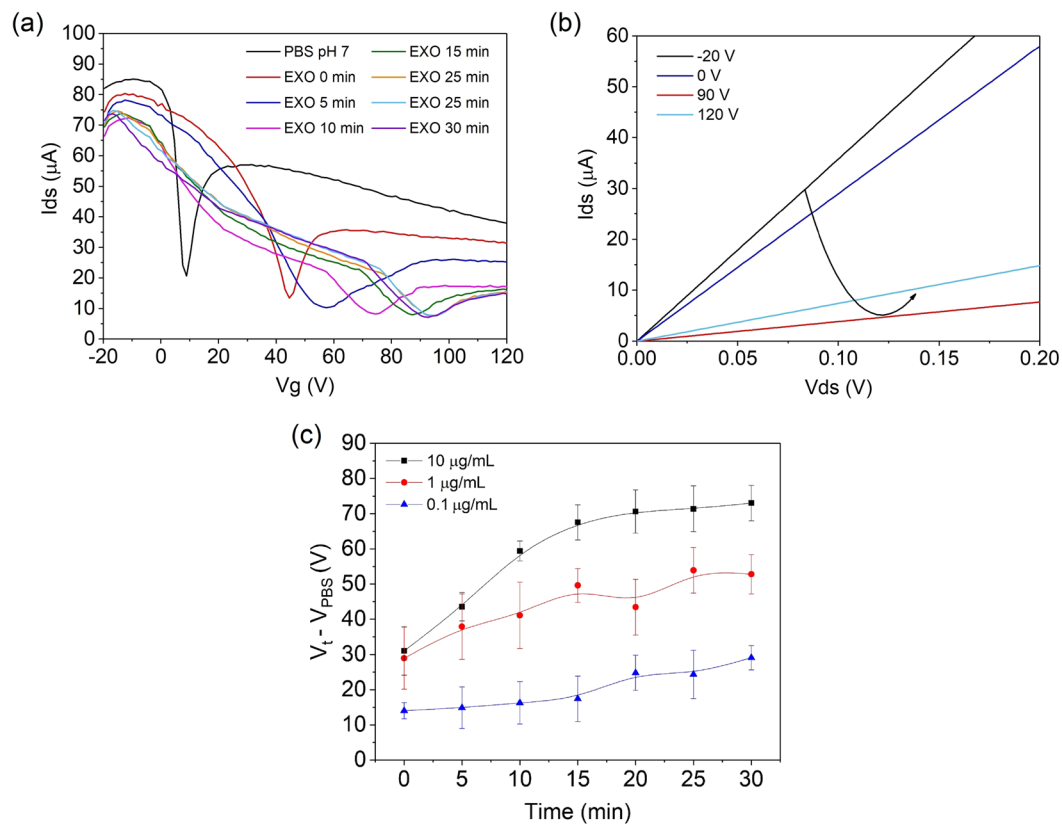 (a)
PBS pH 7
EXO 0 min
EXO 5 min
EXO 10 min
EXO 15 min
EXO 25 min
EXO 25 min
EXO 30 min
100
90
80
70
60
50
40
30
20
10
0
Ids (μA)
-20 0 20 40 60 80 100 120
Vg (V)
(b)
-20 V
0 V
90 V
120 V
60
50
40
30
20
10
0
Ids (μA)
0.00 0.05 0.10 0.15 0.20
Vds (V)
(c)
10 μg/mL
1 μg/mL
0.1 μg/mL
90
80
70
60
50
40
30
20
10
0
Vt - VPBS (V)
0 5 10 15 20 25 30
Time (min)